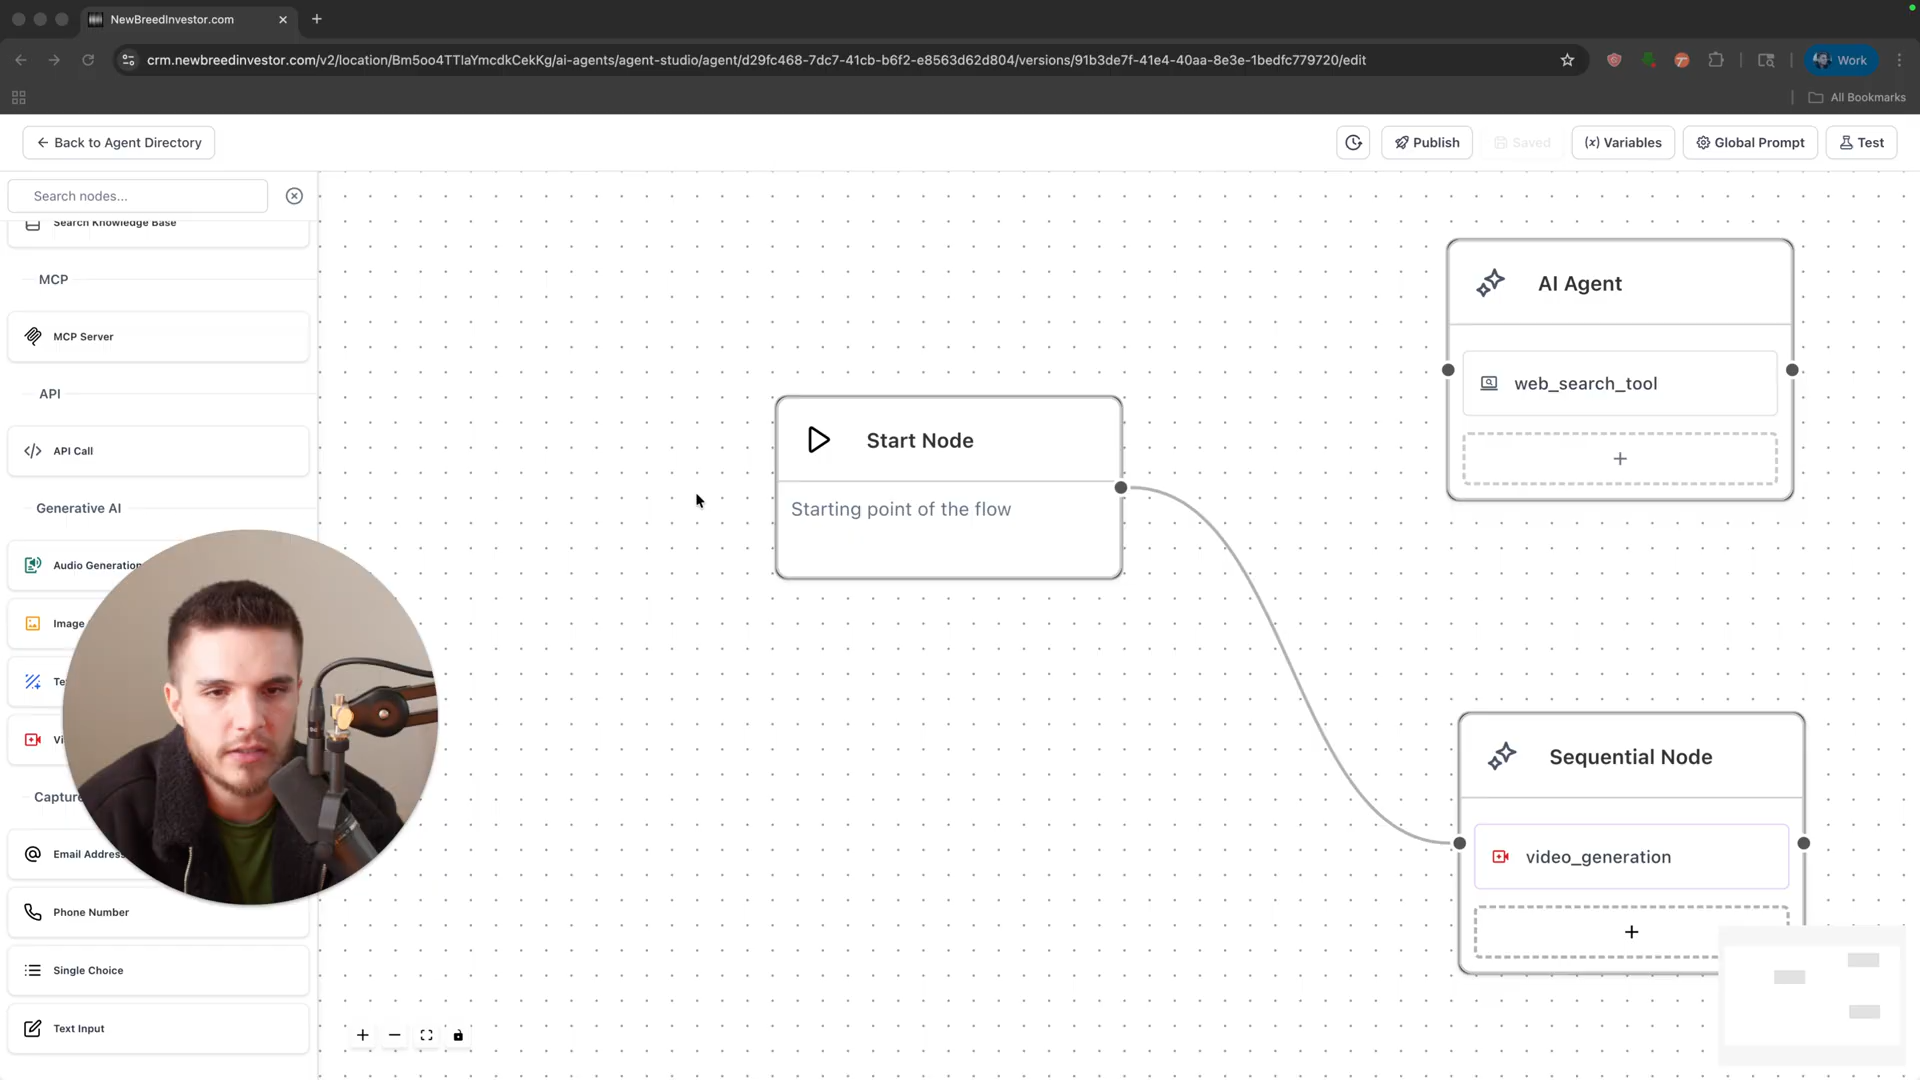 NewBreedInvestor.com
crm.newbreedinvestor.com/v2/location/Bm5oo4TTlaYmcdkCekKg/ai-agents/agent-studio/agent/d29fc468-7dc7-41cb-b6f2-e8563d62d804/versions/91b3de7f-41e4-40aa-8e3e-1bedfc779720/edit
Work
All Bookmarks
Back to Agent Directory
Publish
Saved
(x) Variables
Global Prompt
Test
Search nodes...
Search Knowledge Base
MCP
MCP Server
API
API Call
Generative AI
Audio Generation
Image
Te
Vi
Capture
Email Address
Phone Number
Single Choice
Text Input
Start Node
Starting point of the flow
AI Agent
web_search_tool
Sequential Node
video_generation